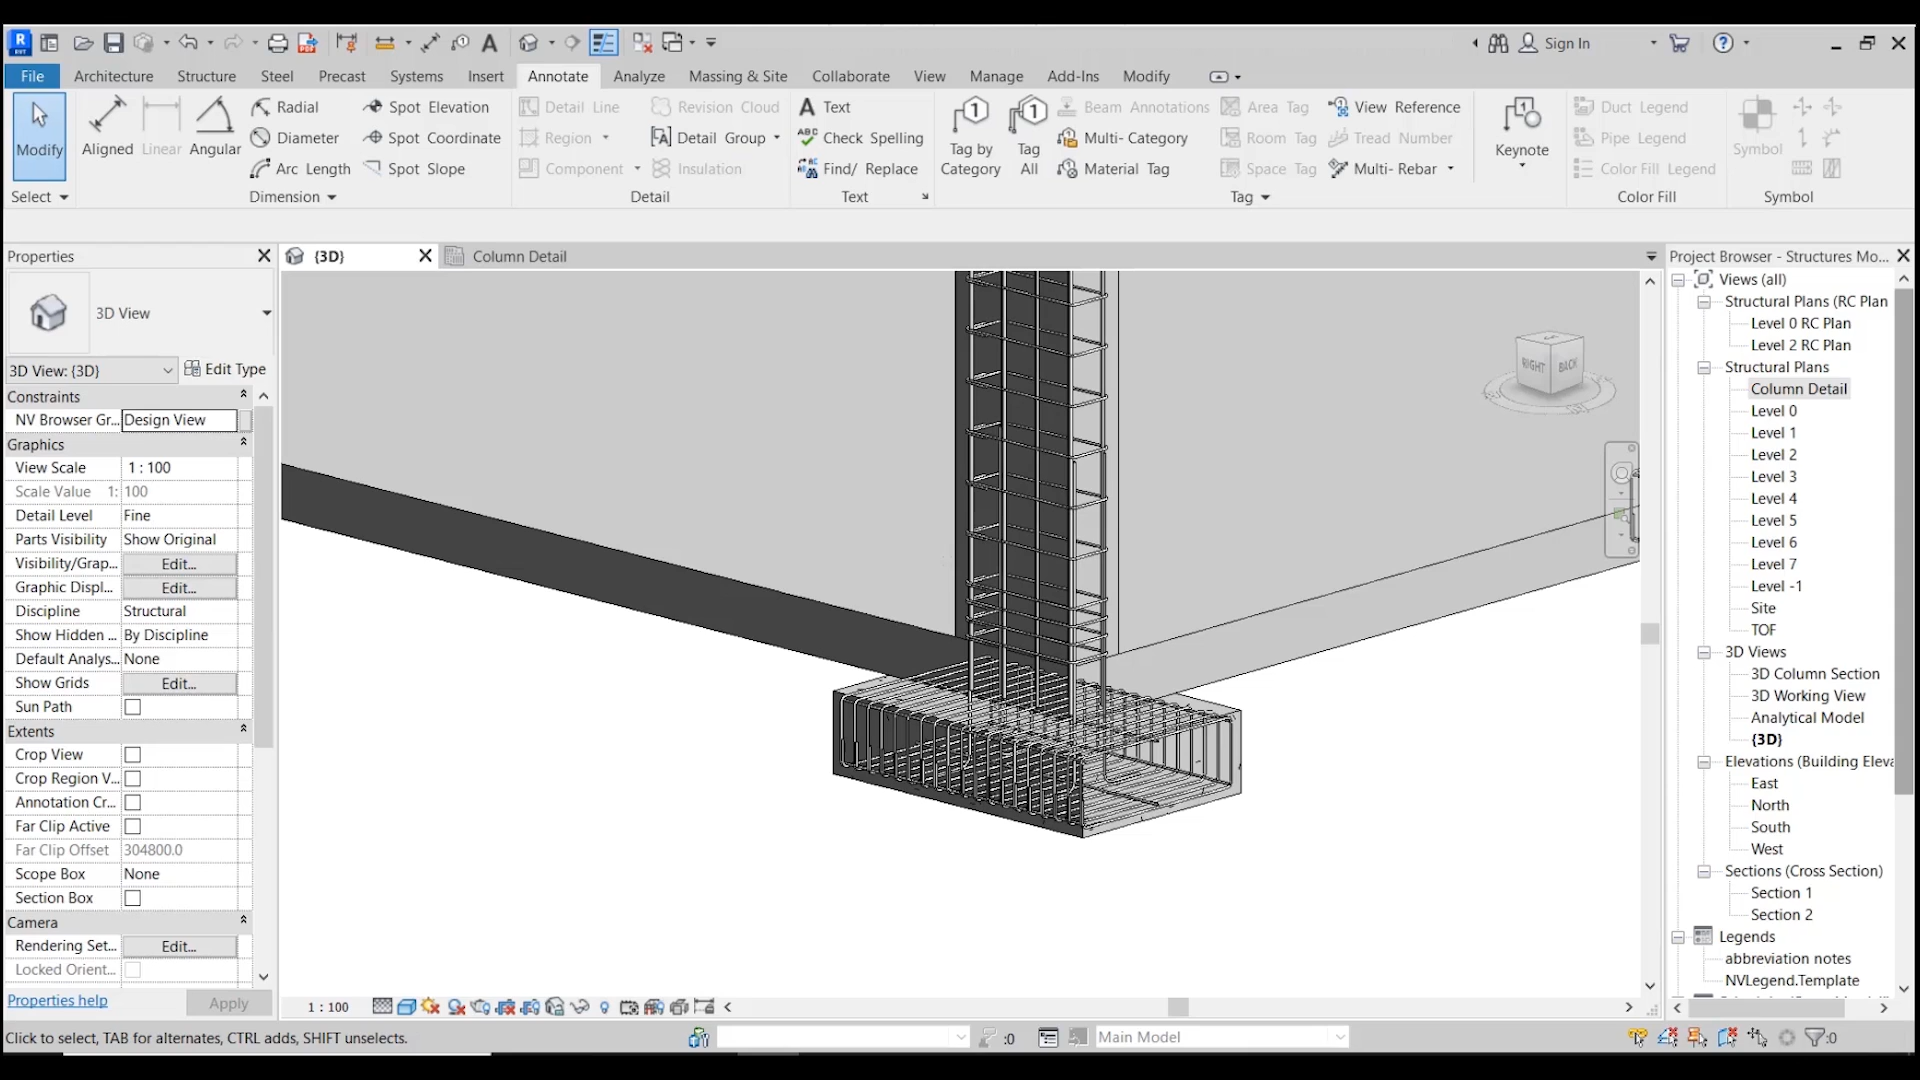 Sign In
File Architecture Structure Steel Precast Systems Insert Annotate Analyze Massing & Site Collaborate View Manage Add-Ins Modify
Modify
Select
Aligned Linear Angular
Radial
Diameter
Arc Length
Spot Elevation
Spot Coordinate
Spot Slope
Dimension
Detail Line
Region
Component
Revision Cloud
Detail Group
Insulation
Detail
Text
Check Spelling
Find/ Replace
Text
Tag by
Category
Tag
All
Beam Annotations
Multi- Category
Material Tag
Area Tag
Room Tag
Space Tag
View Reference
Tread Number
Multi- Rebar
Tag
Keynote
Duct Legend
Pipe Legend
Color Fill Legend
Color Fill
Symbol
Symbol
Properties
3D View
3D View: {3D}
Edit Type
Constraints
NV Browser Gr... Design View
Graphics
View Scale 1 : 100
Scale Value 1: 100
Detail Level Fine
Parts Visibility Show Original
Visibility/Grap... Edit...
Graphic Displ... Edit...
Discipline Structural
Show Hidden ... By Discipline
Default Analys... None
Show Grids Edit...
Sun Path
Extents
Crop View
Crop Region V...
Annotation Cr...
Far Clip Active
Far Clip Offset 304800.0
Scope Box None
Section Box
Camera
Rendering Set... Edit...
Locked Orient...
Properties help
Apply
{3D}
Column Detail
RIGHT BACK
1 : 100
Project Browser - Structures Mo...
Views (all)
Structural Plans (RC Plan
Level 0 RC Plan
Level 2 RC Plan
Structural Plans
Column Detail
Level 0
Level 1
Level 2
Level 3
Level 4
Level 5
Level 6
Level 7
Level -1
Site
TOF
3D Views
3D Column Section
3D Working View
Analytical Model
{3D}
Elevations (Building Eleva
East
North
South
West
Sections (Cross Section)
Section 1
Section 2
Legends
abbreviation notes
NVLegend.Template
Click to select, TAB for alternates, CTRL adds, SHIFT unselects.
:0
Main Model
:0